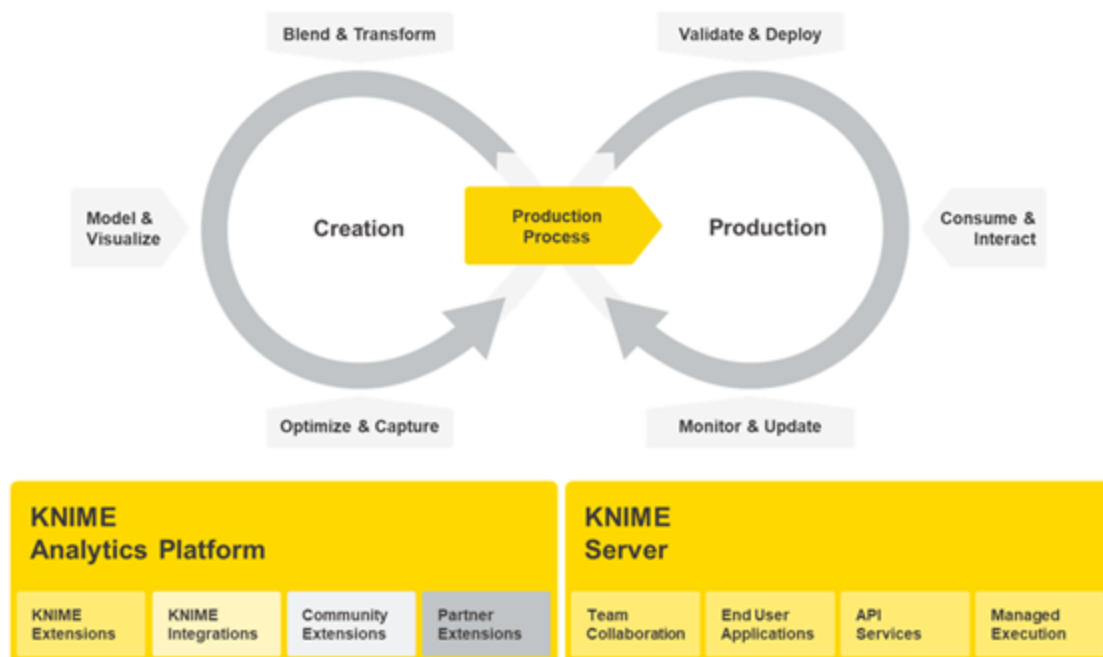 Blend & Transform
Validate & Deploy
Model &
Visualize
Creation
Production
Process
Production
Consume &
Interact
Optimize & Capture
Monitor & Update
KNIME
Analytics Platform
KNIME
Extensions
KNIME
Integrations
Community
Extensions
Partner
Extensions
KNIME
Server
Team
Collaboration
End User
Applications
API
Services
Managed
Execution